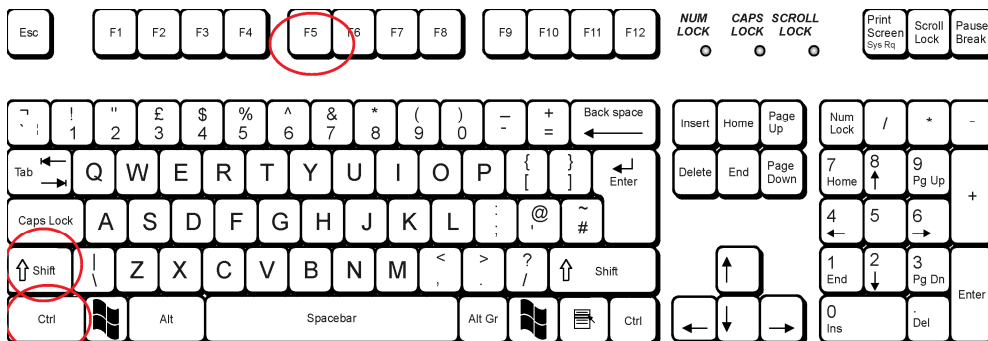 Esc F1 F2 F3 F4 F5 F6 F7 F8 F9 F10 F11 F12
NUM LOCK CAPS LOCK SCROLL LOCK
Print Screen Sys Rq Scroll Lock Pause Break
¬ ` ¦ ! 1 " 2 £ 3 $ 4 % 5 ^ 6 & 7 * 8 ( 9 ) 0 _ - + = Back space
Insert Home Page Up Num Lock / * -
Tab Q W E R T Y U I O P { [ } ] Enter
Delete End Page Down 7 Home 8 9 Pg Up +
Caps Lock A S D F G H J K L : ; @ ' ~ #
4 5 6
Shift | \ Z X C V B N M < , > . ? / Shift
1 End 2 3 Pg Dn Enter
Ctrl Alt Spacebar Alt Gr Ctrl
0 Ins . Del